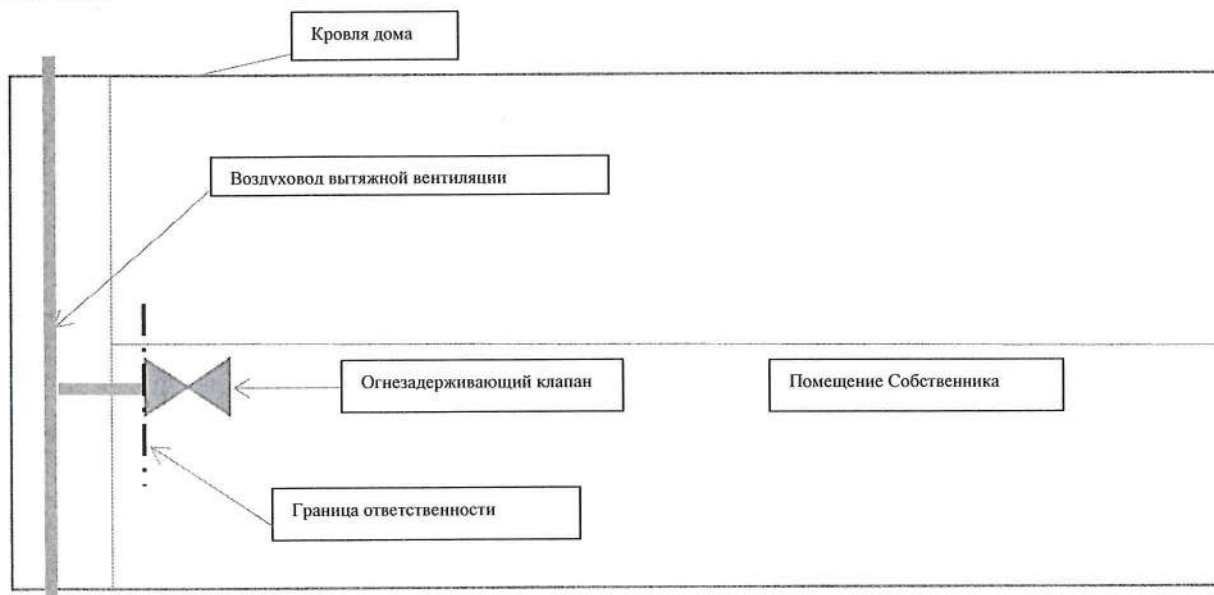 Кровля дома
Воздуховод вытяжной вентиляции
Огнезадерживающий клапан
Помещение Собственника
Граница ответственности